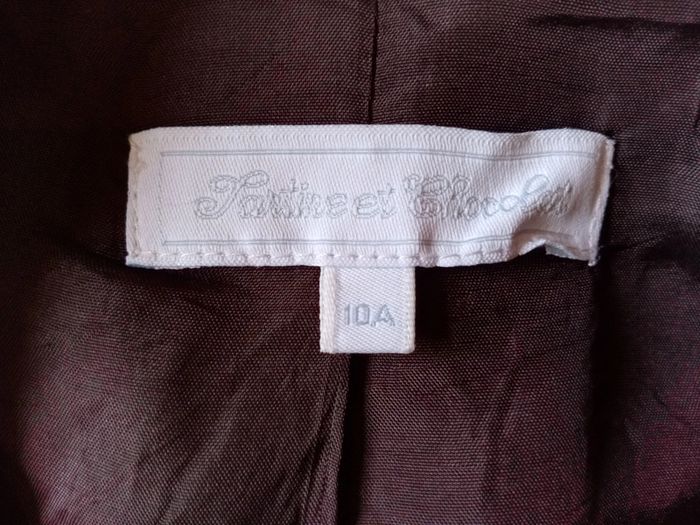 Tartine et Chocolat
10A